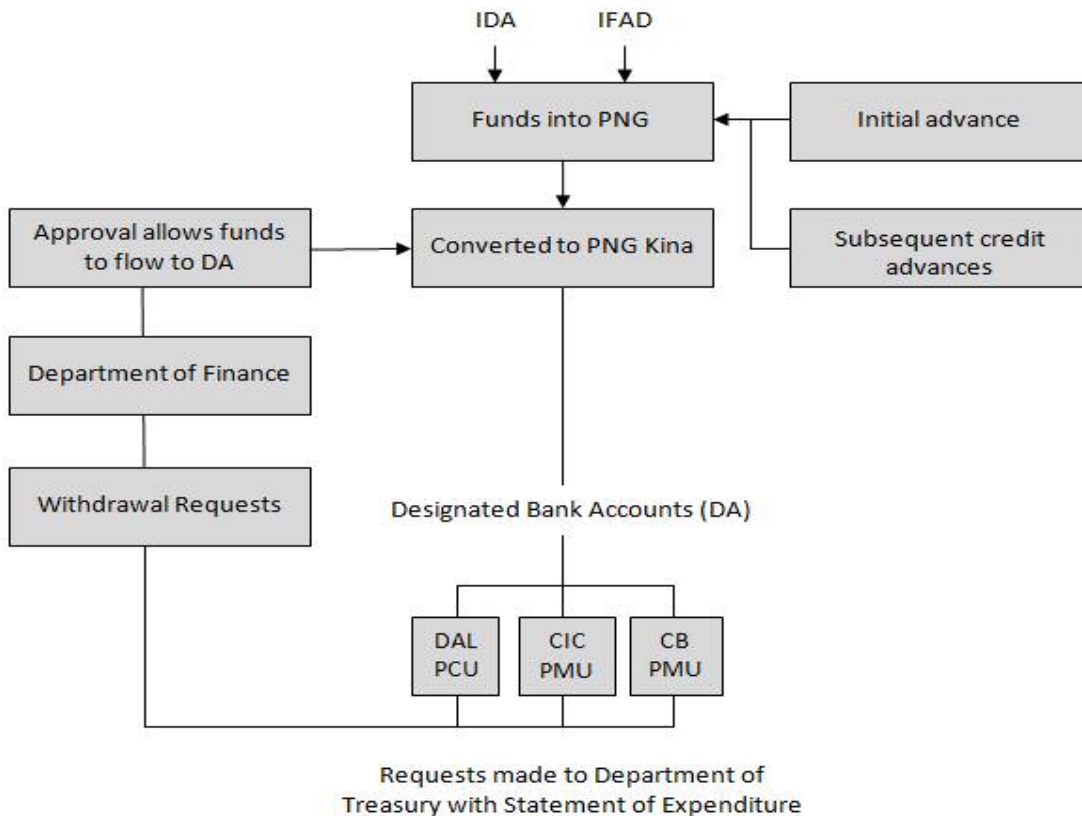 IDA
IFAD
Funds into PNG
Initial advance
Approval allows funds
to flow to DA
Converted to PNG Kina
Subsequent credit
advances
Department of Finance
Withdrawal Requests
Designated Bank Accounts (DA)
DAL
PCU
CIC
PMU
CB
PMU
Requests made to Department of
Treasury with Statement of Expenditure